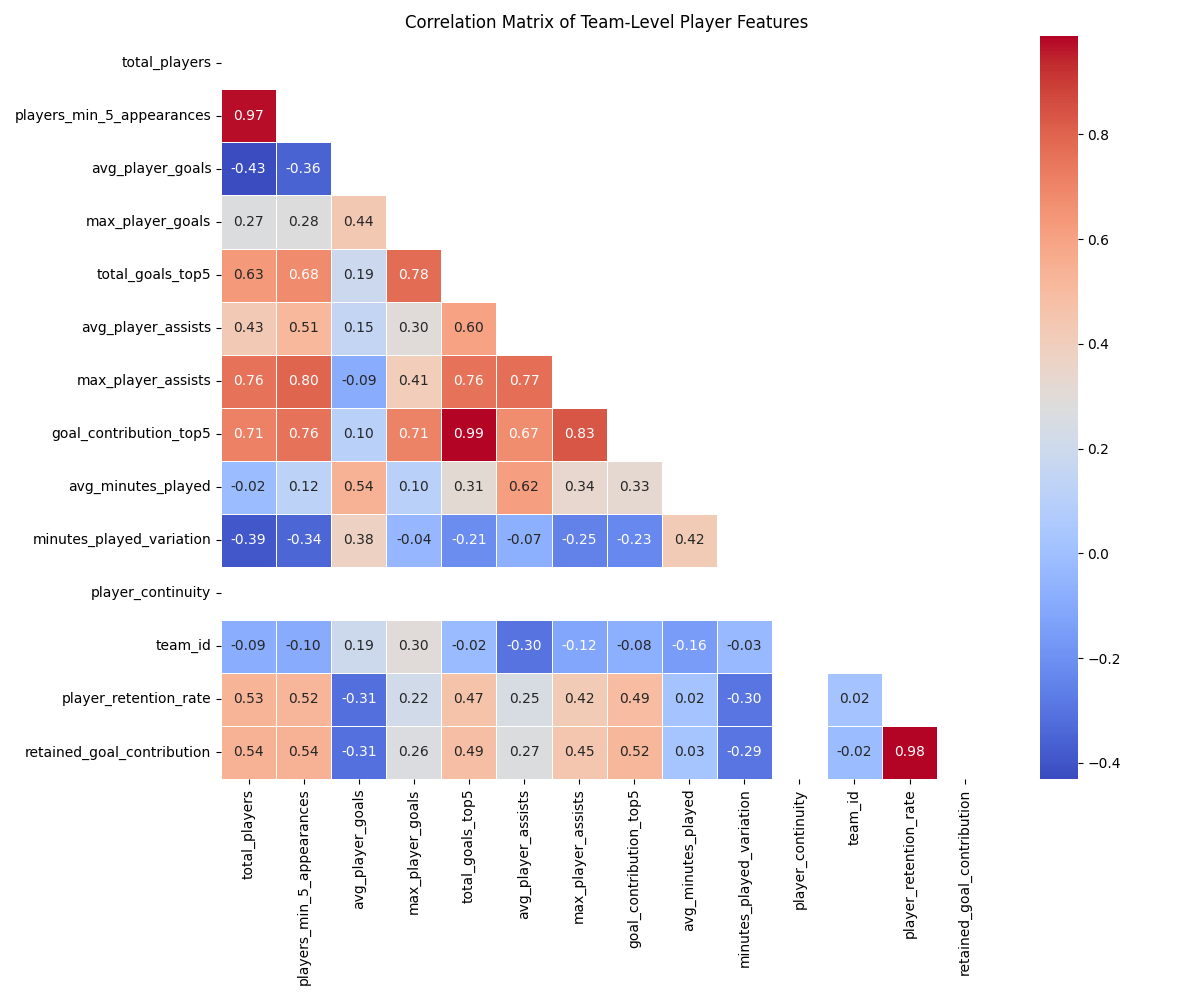 Correlation Matrix of Team-Level Player Features
total_players
players_min_5_appearances 0.97
avg_player_goals -0.43 -0.36
max_player_goals 0.27 0.28 0.44
total_goals_top5 0.63 0.68 0.19 0.78
avg_player_assists 0.43 0.51 0.15 0.30 0.60
max_player_assists 0.76 0.80 -0.09 0.41 0.76 0.77
goal_contribution_top5 0.71 0.76 0.10 0.71 0.99 0.67 0.83
avg_minutes_played -0.02 0.12 0.54 0.10 0.31 0.62 0.34 0.33
minutes_played_variation -0.39 -0.34 0.38 -0.04 -0.21 -0.07 -0.25 -0.23 0.42
player_continuity
team_id -0.09 -0.10 0.19 0.30 -0.02 -0.30 -0.12 -0.08 -0.16 -0.03
player_retention_rate 0.53 0.52 -0.31 0.22 0.47 0.25 0.42 0.49 0.02 -0.30 0.02
retained_goal_contribution 0.54 0.54 -0.31 0.26 0.49 0.27 0.45 0.52 0.03 -0.29 -0.02 0.98
total_players
players_min_5_appearances
avg_player_goals
max_player_goals
total_goals_top5
avg_player_assists
max_player_assists
goal_contribution_top5
avg_minutes_played
minutes_played_variation
player_continuity
team_id
player_retention_rate
retained_goal_contribution
0.8
0.6
0.4
0.2
0.0
−0.2
−0.4